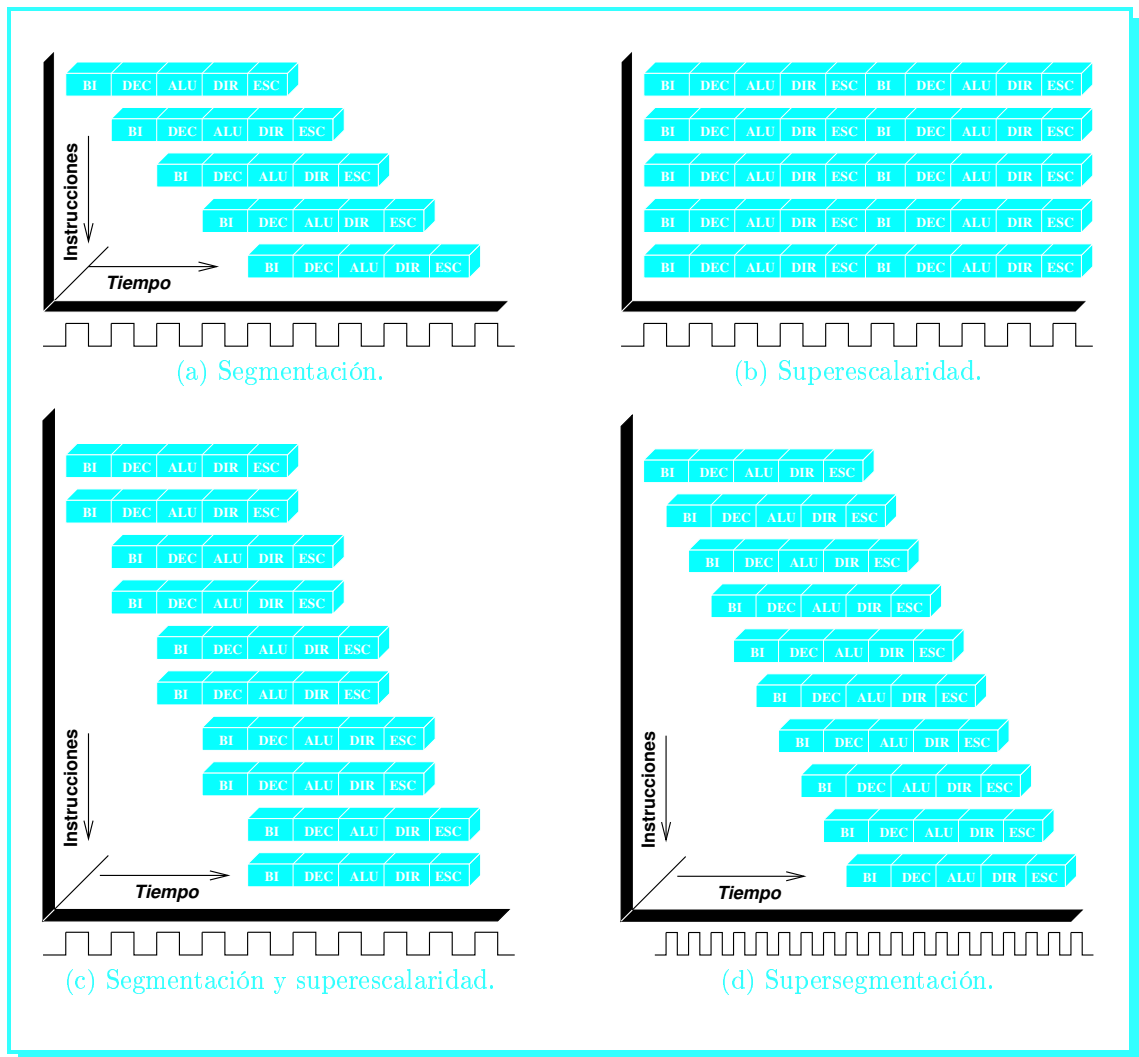 BI DEC ALU DIR ESC
BI DEC ALU DIR ESC
BI DEC ALU DIR ESC
BI DEC ALU DIR ESC
BI DEC ALU DIR ESC
Instrucciones
Tiempo
(a) Segmentación.
BI DEC ALU DIR ESC BI DEC ALU DIR ESC
BI DEC ALU DIR ESC BI DEC ALU DIR ESC
BI DEC ALU DIR ESC BI DEC ALU DIR ESC
BI DEC ALU DIR ESC BI DEC ALU DIR ESC
BI DEC ALU DIR ESC BI DEC ALU DIR ESC
(b) Superescalaridad.
BI DEC ALU DIR ESC
BI DEC ALU DIR ESC
BI DEC ALU DIR ESC
BI DEC ALU DIR ESC
BI DEC ALU DIR ESC
BI DEC ALU DIR ESC
BI DEC ALU DIR ESC
BI DEC ALU DIR ESC
BI DEC ALU DIR ESC
BI DEC ALU DIR ESC
Instrucciones
Tiempo
(c) Segmentación y superescalaridad.
BI DEC ALU DIR ESC
BI DEC ALU DIR ESC
BI DEC ALU DIR ESC
BI DEC ALU DIR ESC
BI DEC ALU DIR ESC
BI DEC ALU DIR ESC
BI DEC ALU DIR ESC
BI DEC ALU DIR ESC
BI DEC ALU DIR ESC
BI DEC ALU DIR ESC
Instrucciones
Tiempo
(d) Supersegmentación.